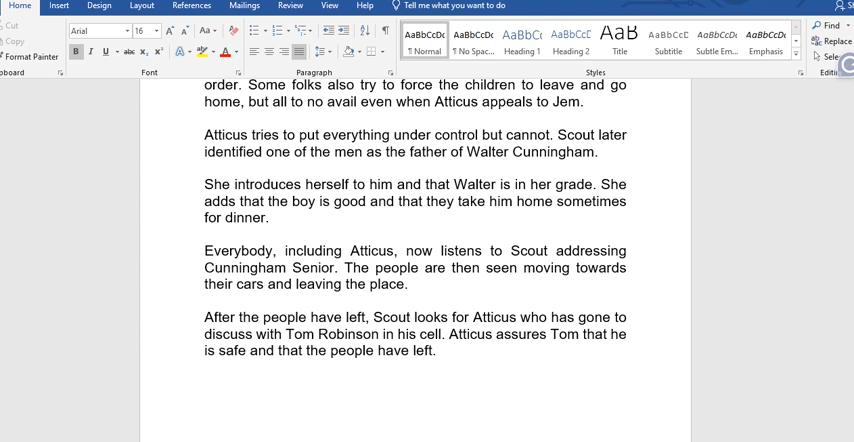 Home Insert Design Layout References Mailings Review View Help Tell me what you want to do
Cut
Copy
Format Painter
Arial 16 A A Aa
B I U abc x₂ x² A aby A
¶
AaBbCcDc AaBbCcDc AaBbCc AaBbCcC AaB AaBbCcE AaBbCcDc AaBbCcDc
¶ Normal ¶ No Spac... Heading 1 Heading 2 Title Subtitle Subtle Em... Emphasis
Find
Replace
Sele
pboard Font Paragraph Styles Editi
order. Some folks also try to force the children to leave and go
home, but all to no avail even when Atticus appeals to Jem.
Atticus tries to put everything under control but cannot. Scout later
identified one of the men as the father of Walter Cunningham.
She introduces herself to him and that Walter is in her grade. She
adds that the boy is good and that they take him home sometimes
for dinner.
Everybody, including Atticus, now listens to Scout addressing
Cunningham Senior. The people are then seen moving towards
their cars and leaving the place.
After the people have left, Scout looks for Atticus who has gone to
discuss with Tom Robinson in his cell. Atticus assures Tom that he
is safe and that the people have left.